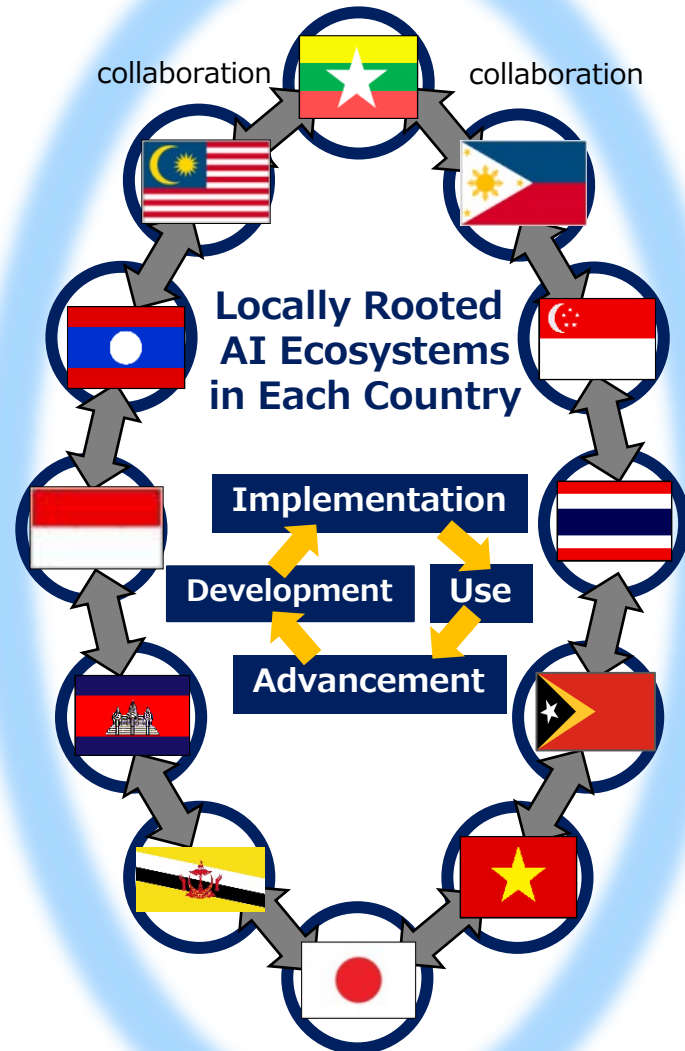 collaboration
collaboration
Locally Rooted
AI Ecosystems
in Each Country
Implementation
Development
Use
Advancement